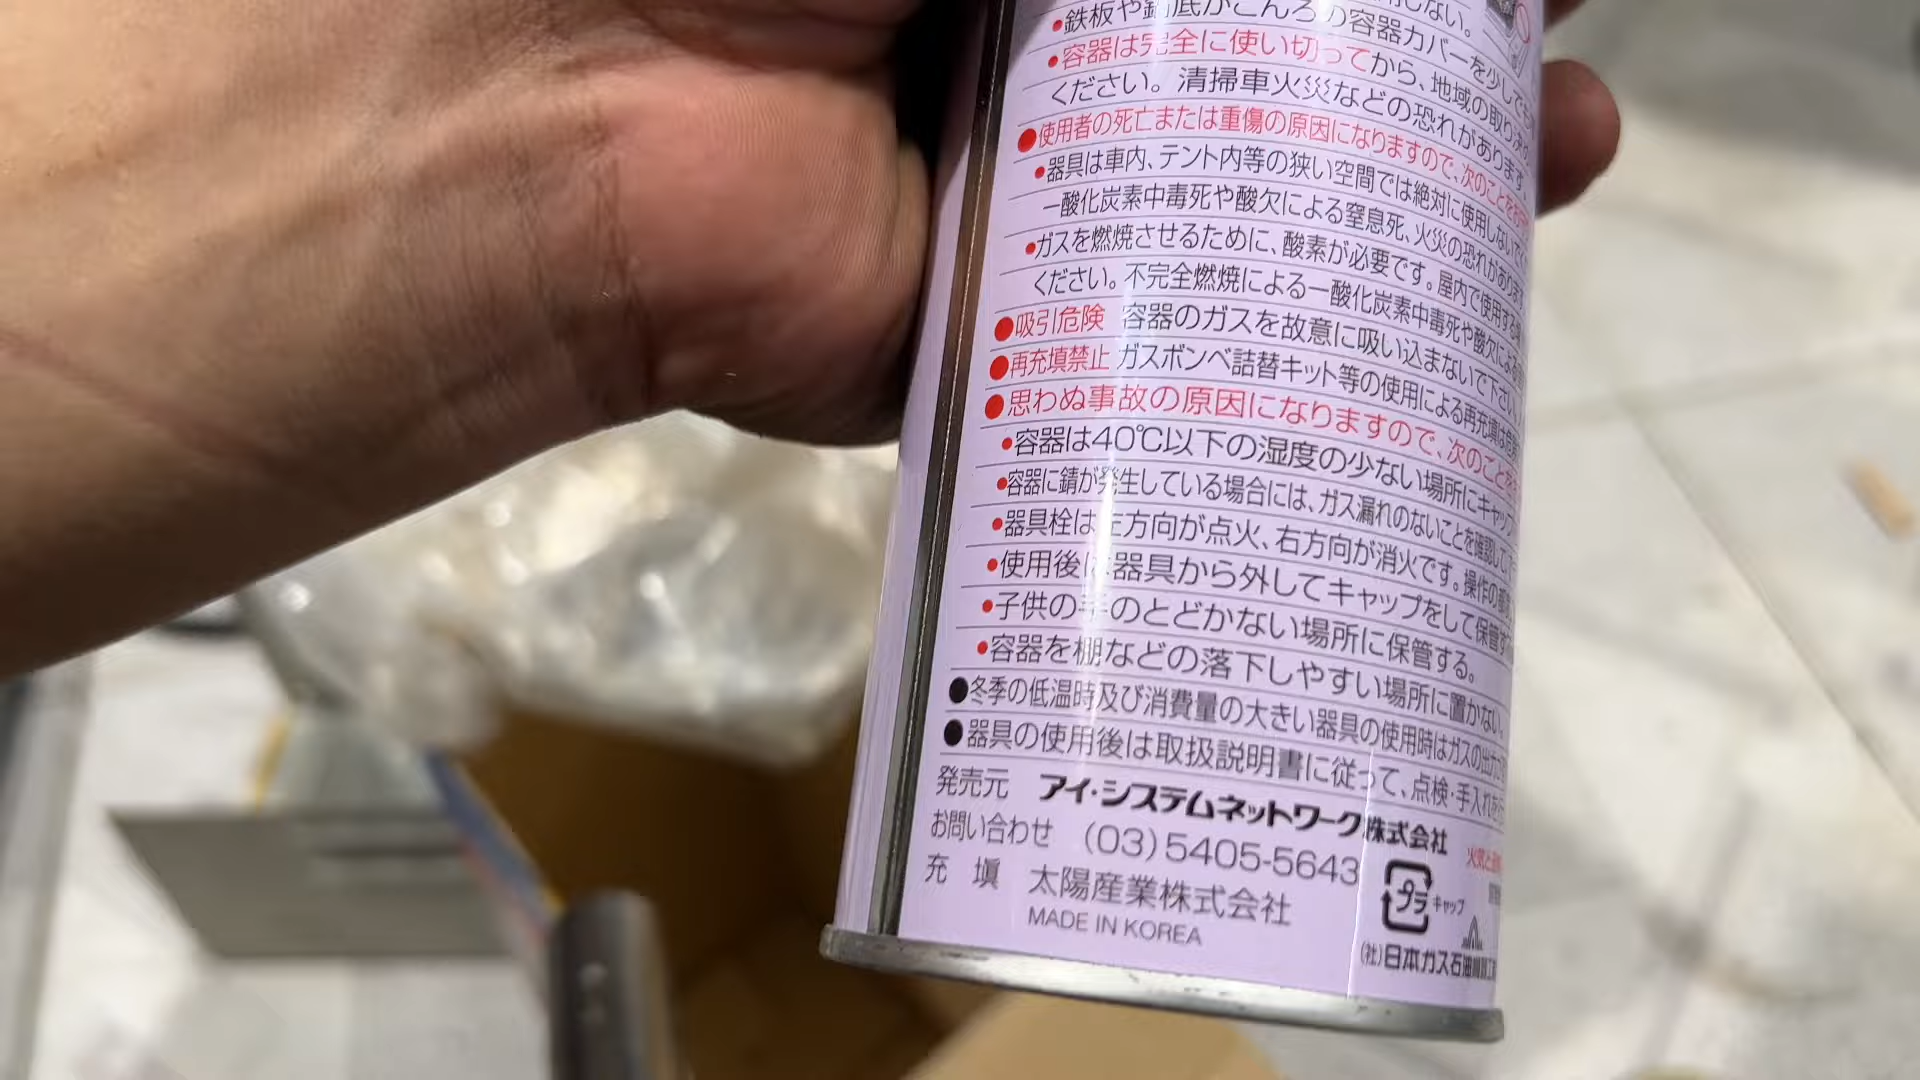 ●鉄板や鍋底がこんろの容器カバーを少しでも
●容器は完全に使い切ってから、地域の取り決め
ください。清掃車火災などの恐れがあります。
●使用者の死亡または重傷の原因になりますので、次のことを
●器具は車内、テント内等の狭い空間では絶対に使用しないで
一酸化炭素中毒死や酸欠による窒息死、火災の恐れがあります
●ガスを燃焼させるために、酸素が必要です。屋内で使用する
ください。不完全燃焼による一酸化炭素中毒死や酸欠による
●吸引危険 容器のガスを故意に吸い込まないで下さい。
●再充填禁止 ガスボンベ詰替キット等の使用による再充填は危険
●思わぬ事故の原因になりますので、次のことを
●容器は40℃以下の湿度の少ない場所にキャップ
●容器に錆が発生している場合には、ガス漏れのないことを確認して
●器具栓は左方向が点火、右方向が消火です。操作の
●使用後は器具から外してキャップをして保管す
●子供の手のとどかない場所に保管する。
●容器を棚などの落下しやすい場所に置かない。
●冬季の低温時及び消費量の大きい器具の使用時はガスの出力が
●器具の使用後は取扱説明書に従って、点検・手入れを
発売元 アイ・システムネットワーク株式会社
お問い合わせ (03)5405-5643
充填 太陽産業株式会社
MADE IN KOREA
プラ キャップ
(社)日本ガス石油